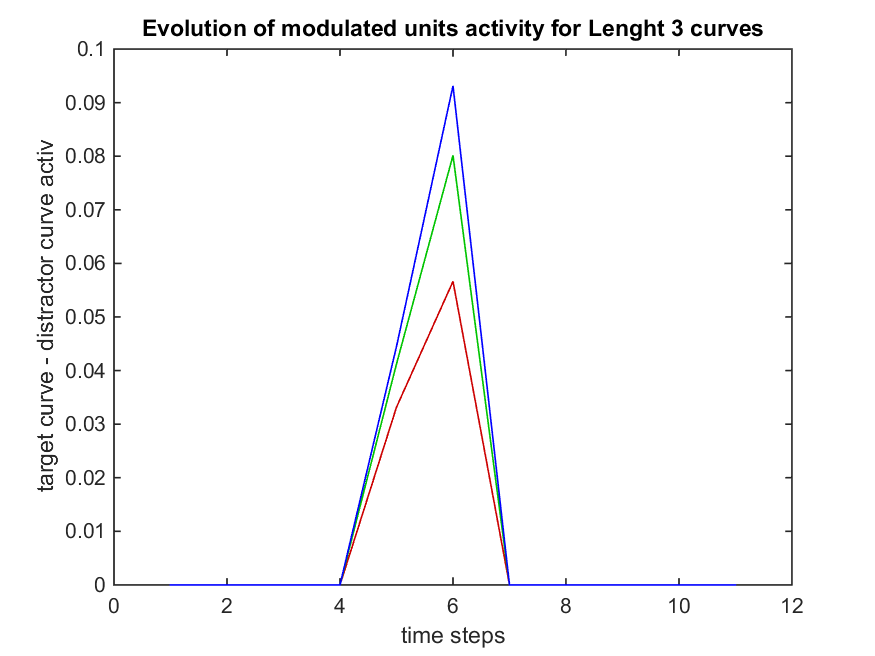 Evolution of modulated units activity for Lenght 3 curves
0.1
0.09
0.08
0.07
0.06
0.05
0.04
0.03
0.02
0.01
0
target curve - distractor curve activ
0 2 4 6 8 10 12
time steps